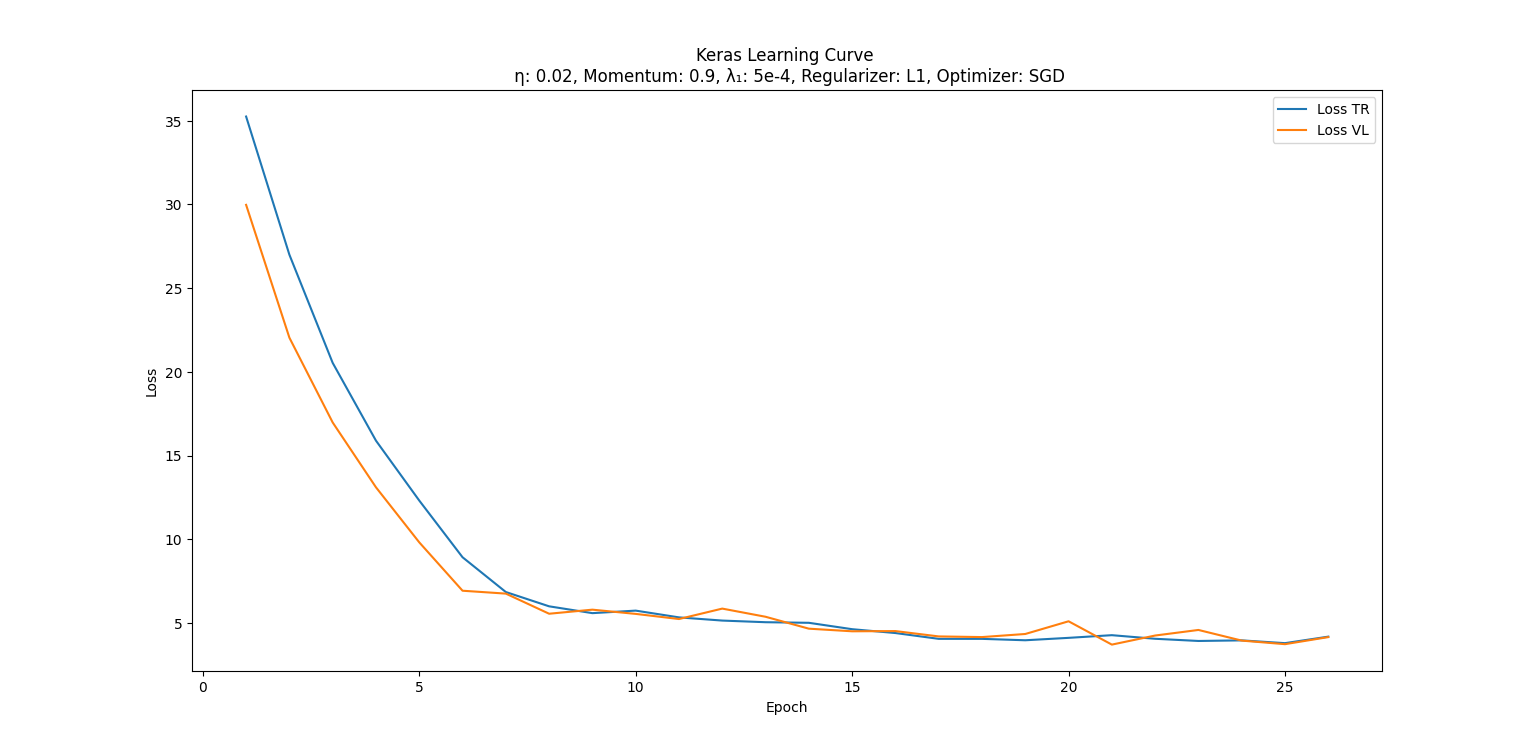 Keras Learning Curve
η: 0.02, Momentum: 0.9, λ₁: 5e-4, Regularizer: L1, Optimizer: SGD
Loss TR
Loss VL
35
30
25
20
15
10
5
Loss
0 5 10 15 20 25
Epoch